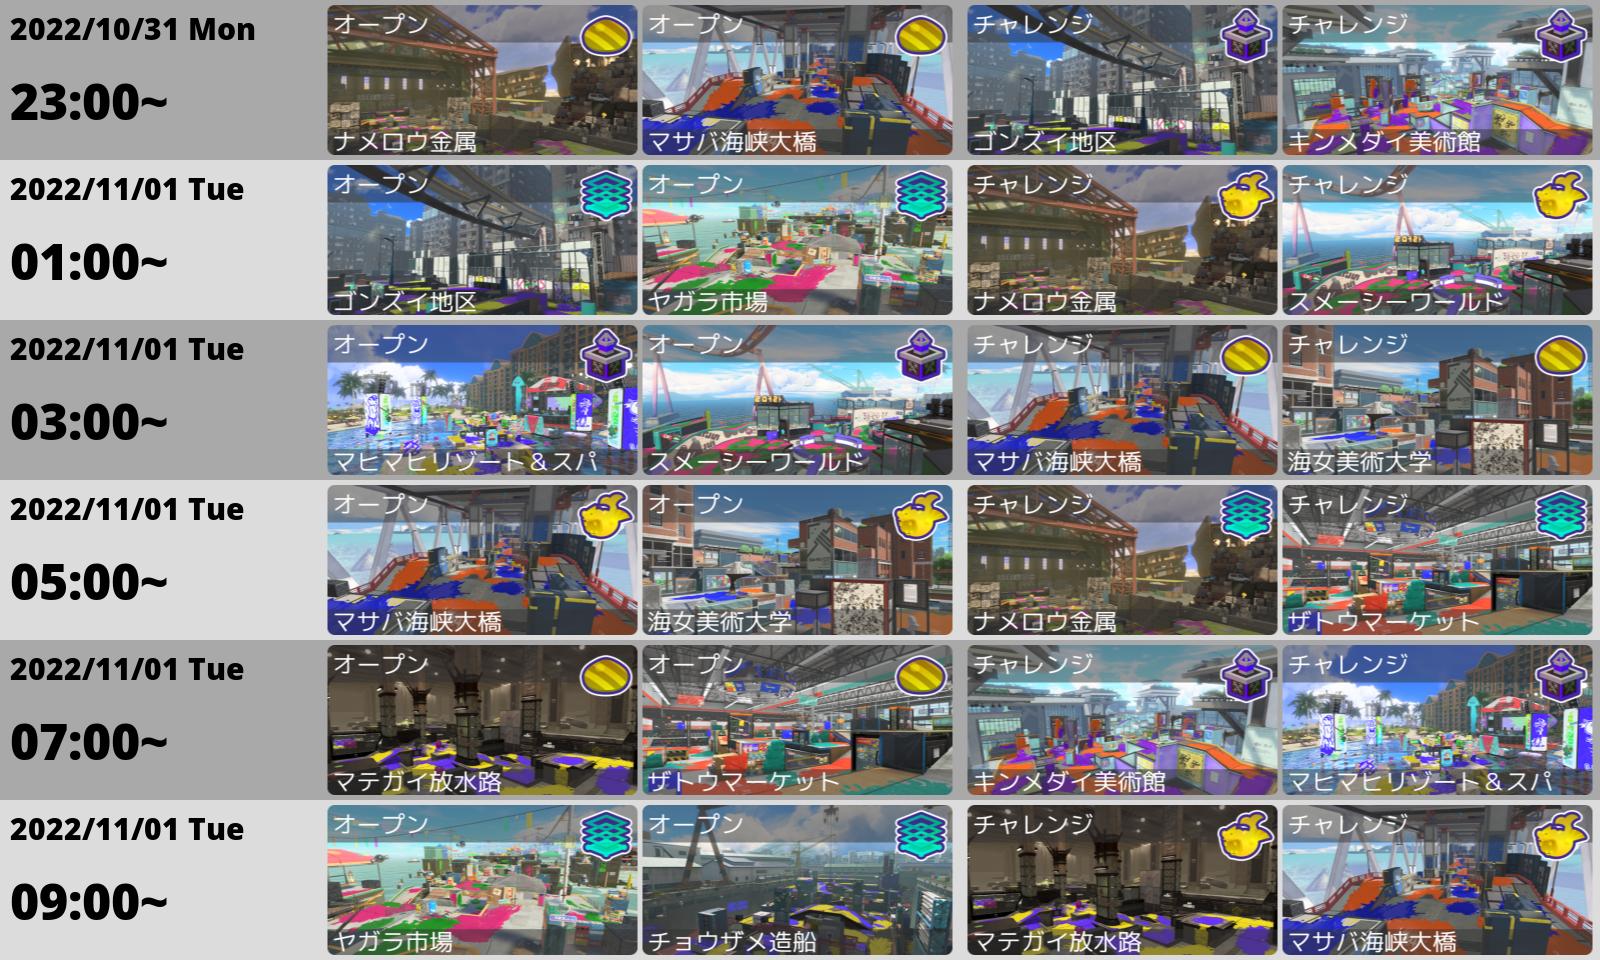 2022/10/31 Mon
23:00~
オープン
ナメロウ金属
オープン
マサバ海峡大橋
チャレンジ
ゴンズイ地区
チャレンジ
キンメダイ美術館
2022/11/01 Tue
01:00~
オープン
ゴンズイ地区
オープン
ヤガラ市場
チャレンジ
ナメロウ金属
チャレンジ
スメーシーワールド
2022/11/01 Tue
03:00~
オープン
マヒマヒリゾート＆スパ
オープン
スメーシーワールド
チャレンジ
マサバ海峡大橋
チャレンジ
海女美術大学
2022/11/01 Tue
05:00~
オープン
マサバ海峡大橋
オープン
海女美術大学
チャレンジ
ナメロウ金属
チャレンジ
ザトウマーケット
2022/11/01 Tue
07:00~
オープン
マテガイ放水路
オープン
ザトウマーケット
チャレンジ
キンメダイ美術館
チャレンジ
マヒマヒリゾート＆スパ
2022/11/01 Tue
09:00~
オープン
ヤガラ市場
オープン
チョウザメ造船
チャレンジ
マテガイ放水路
チャレンジ
マサバ海峡大橋